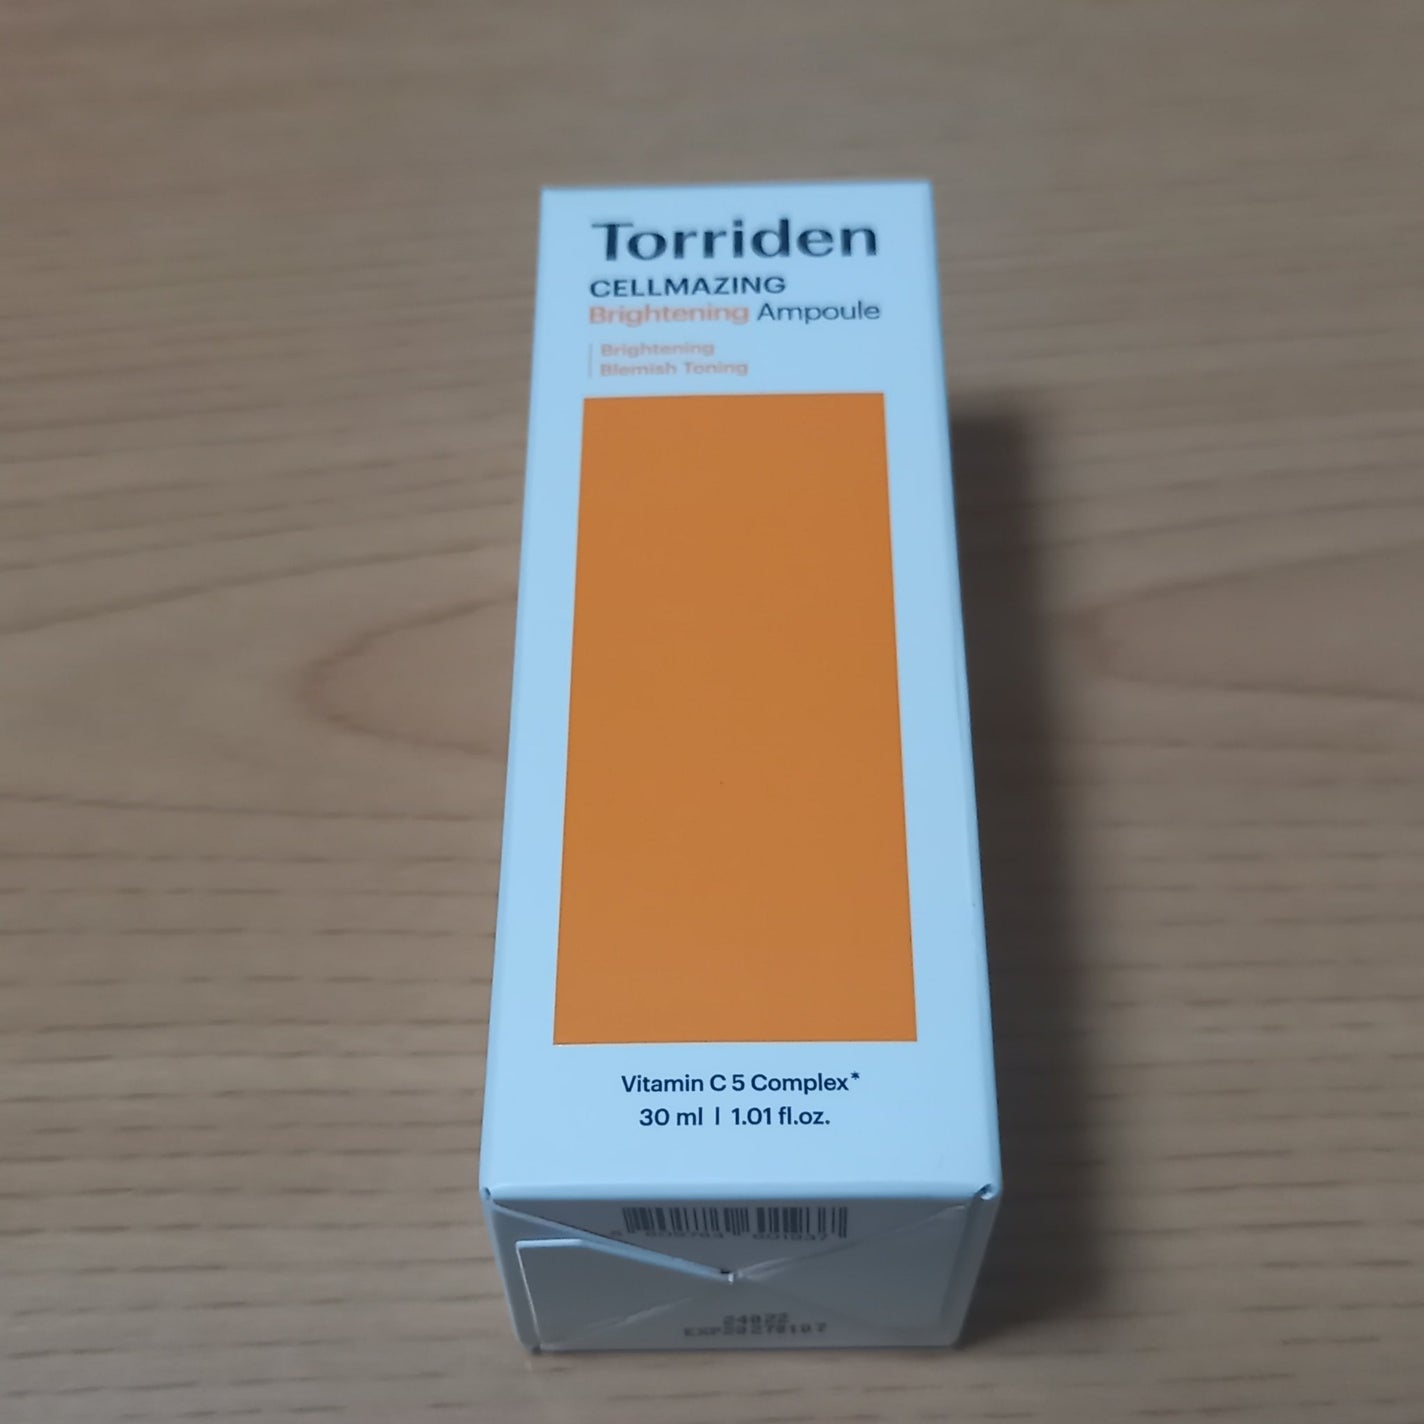 Torriden
CELLMAZING
Brightening Ampoule
Brightening
Blemish Toning
Vitamin C 5 Complex*
30 ml | 1.01 fl.oz.